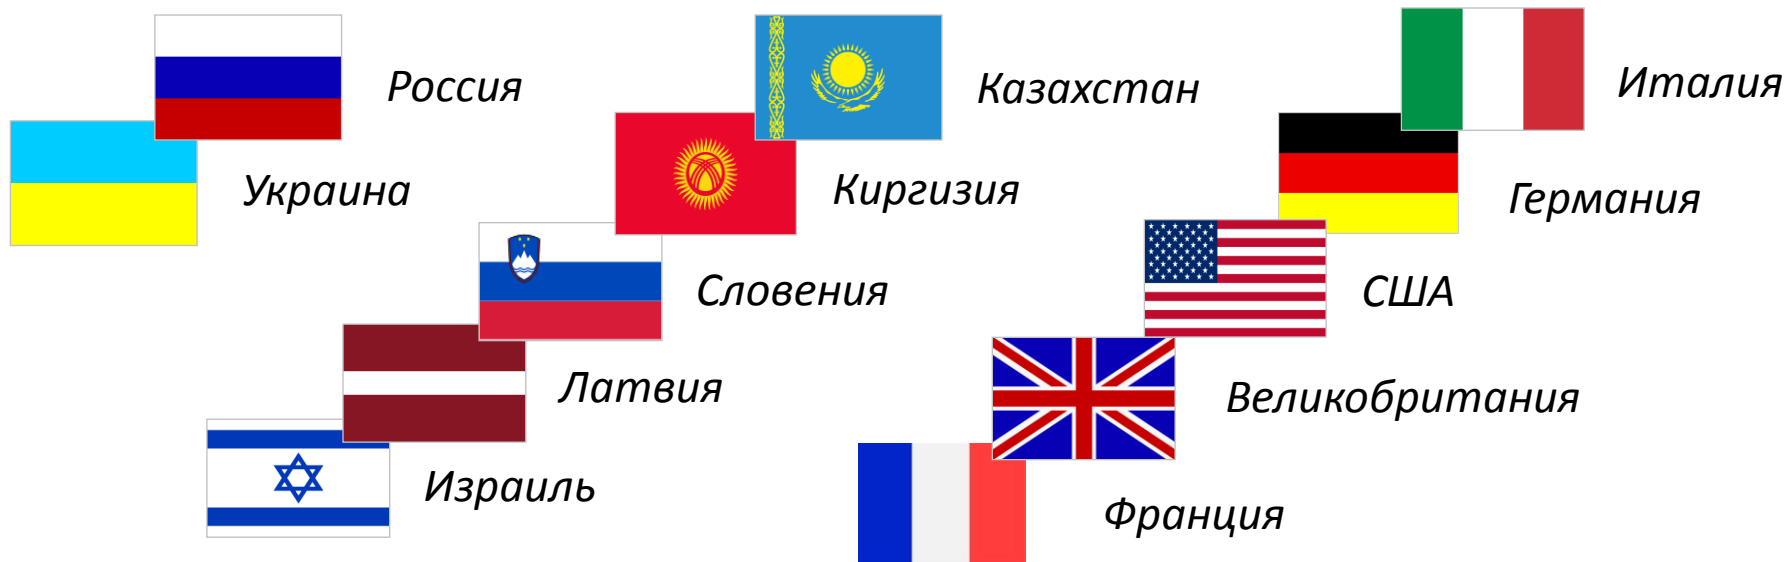 Россия
Украина
Казахстан
Киргизия
Словения
Латвия
Израиль
Италия
Германия
США
Великобритания
Франция